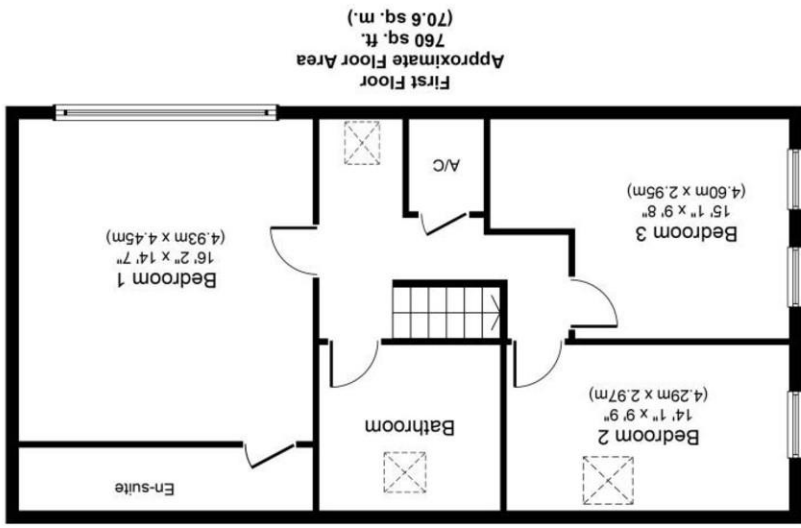 En-suite
Bathroom
Bedroom 2
14' 1" x 9' 9"
(4.29m x 2.97m)
Bedroom 1
16' 2" x 14' 7"
(4.93m x 4.45m)
Bedroom 3
15' 1" x 9' 8"
(4.60m x 2.95m)
A/C
First Floor
Approximate Floor Area
760 sq. ft.
(70.6 sq. m.)